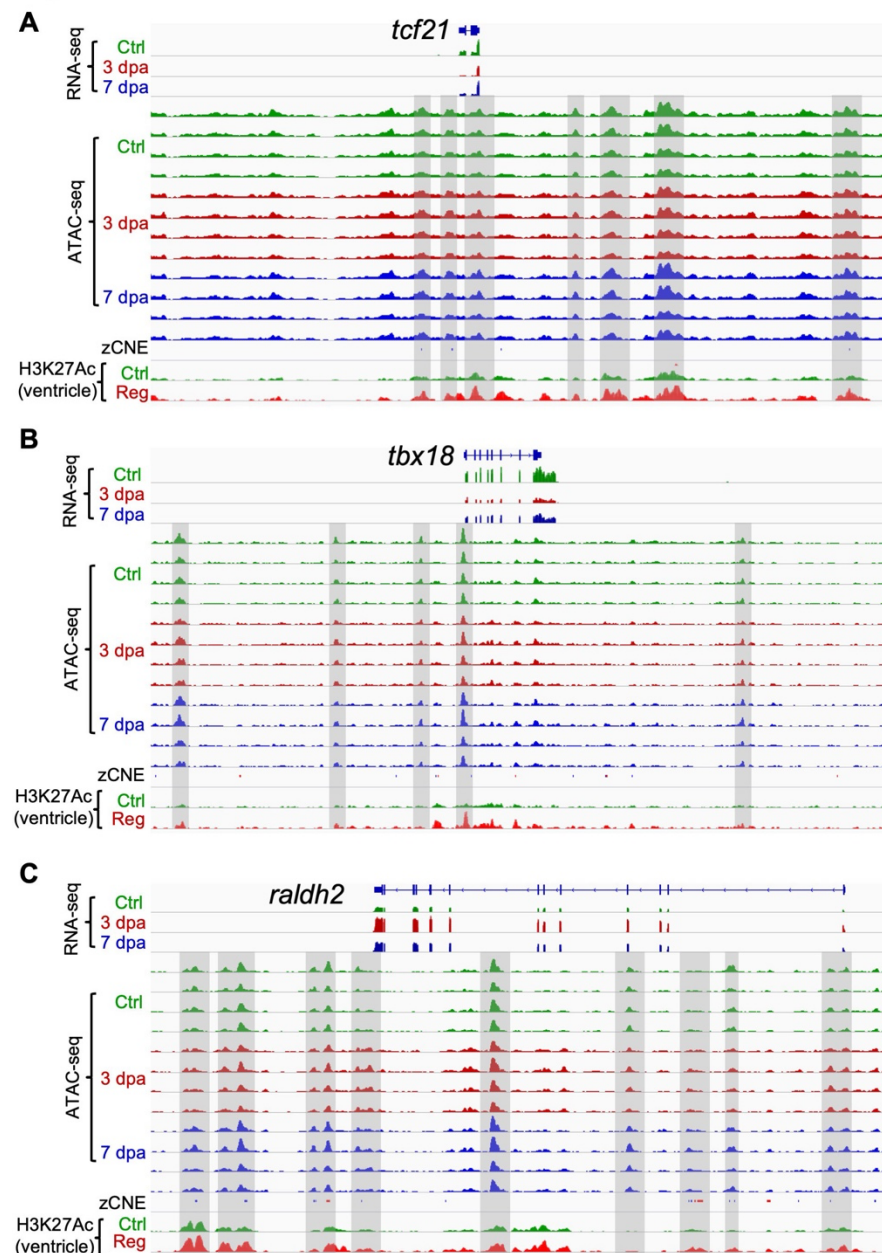 A
tcf21
RNA-seq
Ctrl
3 dpa
7 dpa
ATAC-seq
Ctrl
3 dpa
7 dpa
zCNE
H3K27Ac
(ventricle)
Ctrl
Reg
B
tbx18
RNA-seq
Ctrl
3 dpa
7 dpa
ATAC-seq
Ctrl
3 dpa
7 dpa
zCNE
H3K27Ac
(ventricle)
Ctrl
Reg
C
raldh2
RNA-seq
Ctrl
3 dpa
7 dpa
ATAC-seq
Ctrl
3 dpa
7 dpa
zCNE
H3K27Ac
(ventricle)
Ctrl
Reg